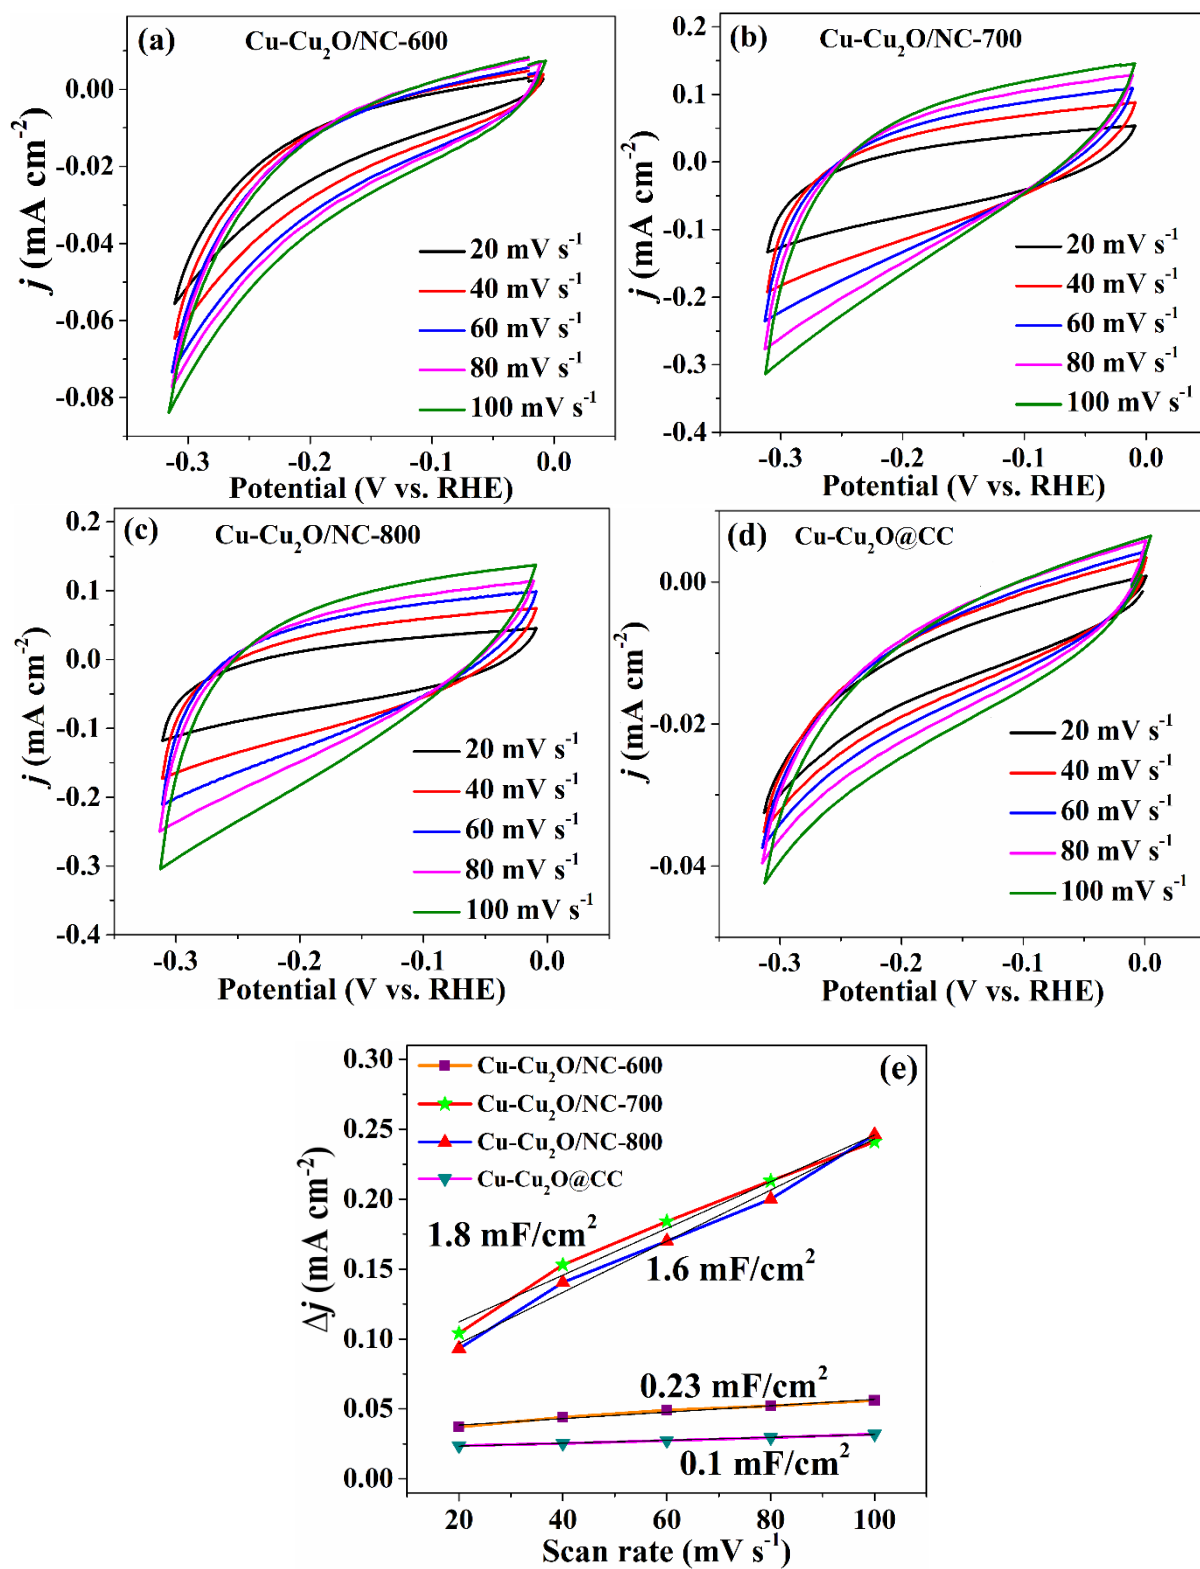 (a)
Cu-Cu₂O/NC-600
0.00
-0.02
-0.04
-0.06
-0.08
j (mA cm⁻²)
20 mV s⁻¹
40 mV s⁻¹
60 mV s⁻¹
80 mV s⁻¹
100 mV s⁻¹
-0.3 -0.2 -0.1 0.0
Potential (V vs. RHE)
(b)
Cu-Cu₂O/NC-700
0.2
0.1
0.0
-0.1
-0.2
-0.3
-0.4
j (mA cm⁻²)
20 mV s⁻¹
40 mV s⁻¹
60 mV s⁻¹
80 mV s⁻¹
100 mV s⁻¹
-0.3 -0.2 -0.1 0.0
Potential (V vs. RHE)
(c)
Cu-Cu₂O/NC-800
0.2
0.1
0.0
-0.1
-0.2
-0.3
-0.4
j (mA cm⁻²)
20 mV s⁻¹
40 mV s⁻¹
60 mV s⁻¹
80 mV s⁻¹
100 mV s⁻¹
-0.3 -0.2 -0.1 0.0
Potential (V vs. RHE)
(d)
Cu-Cu₂O@CC
0.00
-0.02
-0.04
j (mA cm⁻²)
20 mV s⁻¹
40 mV s⁻¹
60 mV s⁻¹
80 mV s⁻¹
100 mV s⁻¹
-0.3 -0.2 -0.1 0.0
Potential (V vs. RHE)
(e)
Cu-Cu₂O/NC-600
Cu-Cu₂O/NC-700
Cu-Cu₂O/NC-800
Cu-Cu₂O@CC
0.30
0.25
0.20
0.15
0.10
0.05
0.00
Δj (mA cm⁻²)
1.8 mF/cm²
1.6 mF/cm²
0.23 mF/cm²
0.1 mF/cm²
20 40 60 80 100
Scan rate (mV s⁻¹)